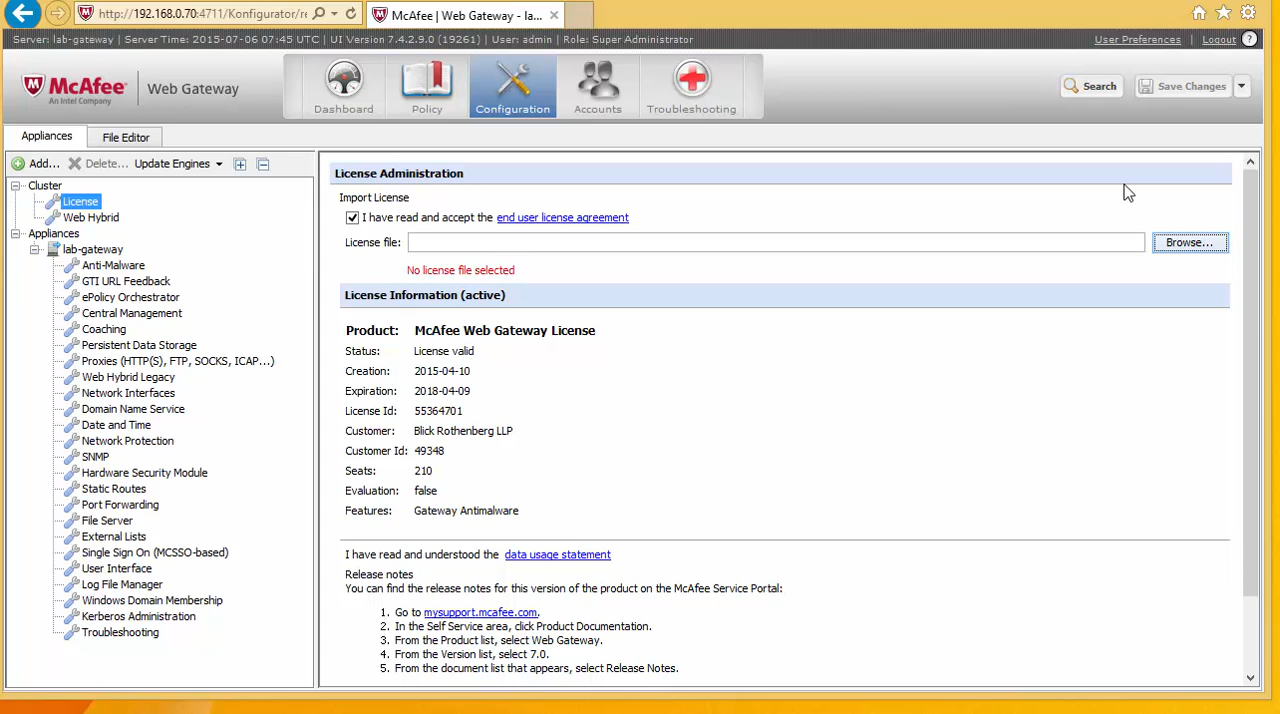 http://192.168.0.70:4711/Konfigurator/re
McAfee | Web Gateway - la...
Server: lab-gateway | Server Time: 2015-07-06 07:45 UTC | UI Version 7.4.2.9.0 (19261) | User: admin | Role: Super Administrator
User Preferences | Logout ?
McAfee
An Intel Company
Web Gateway
Dashboard
Policy
Configuration
Accounts
Troubleshooting
Search
Save Changes
Appliances
File Editor
Add...
Delete...
Update Engines
Cluster
License
Web Hybrid
Appliances
lab-gateway
Anti-Malware
GTI URL Feedback
ePolicy Orchestrator
Central Management
Coaching
Persistent Data Storage
Proxies (HTTP(S), FTP, SOCKS, ICAP...)
Web Hybrid Legacy
Network Interfaces
Domain Name Service
Date and Time
Network Protection
SNMP
Hardware Security Module
Static Routes
Port Forwarding
File Server
External Lists
Single Sign On (MCSSO-based)
User Interface
Log File Manager
Windows Domain Membership
Kerberos Administration
Troubleshooting
License Administration
Import License
I have read and accept the end user license agreement
License file:
Browse...
No license file selected
License Information (active)
Product: McAfee Web Gateway License
Status: License valid
Creation: 2015-04-10
Expiration: 2018-04-09
License Id: 55364701
Customer: Blick Rothenberg LLP
Customer Id: 49348
Seats: 210
Evaluation: false
Features: Gateway Antimalware
I have read and understood the data usage statement
Release notes
You can find the release notes for this version of the product on the McAfee Service Portal:
1. Go to mysupport.mcafee.com.
2. In the Self Service area, click Product Documentation.
3. From the Product list, select Web Gateway.
4. From the Version list, select 7.0.
5. From the document list that appears, select Release Notes.